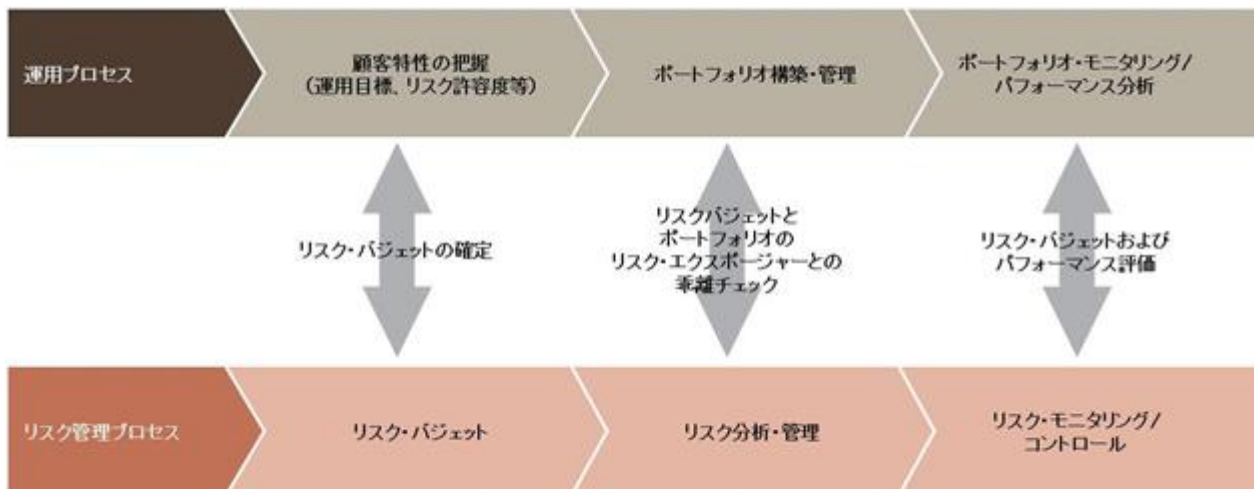 運用プロセス
顧客特性の把握
(運用目標、リスク許容度等)
ポートフォリオ構築・管理
ポートフォリオ・モニタリング/
パフォーマンス分析
リスク・バジェットの確定
リスクバジェットと
ポートフォリオの
リスク・エクスポージャーとの
乖離チェック
リスク・バジェットおよび
パフォーマンス評価
リスク管理プロセス
リスク・バジェット
リスク分析・管理
リスク・モニタリング/
コントロール